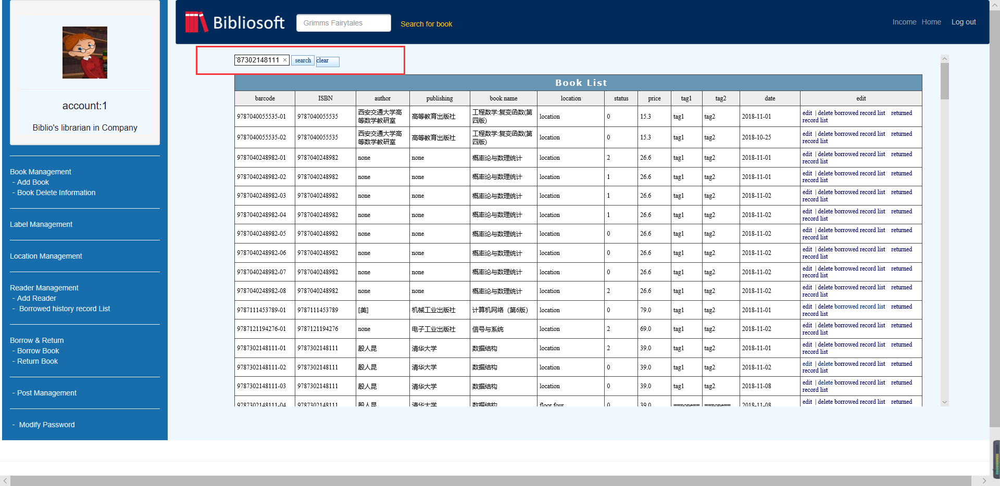 account:1
Biblio's librarian in Company
Book Management
- Add Book
- Book Delete Information
Label Management
Location Management
Reader Management
- Add Reader
- Borrowed history record List
Borrow & Return
- Borrow Book
- Return Book
- Post Management
- Modify Password
Bibliosoft Grimms Fairytales Search for book Income Home Log out
87302148111 × search clear
Book List
barcode ISBN author publishing book name location status price tag1 tag2 date edit
9787040055535-01 9787040055535 西安交通大学高等数学教研室 高等教育出版社 工程数学:复变函数(第四版) location 0 15.3 tag1 tag2 2018-11-01 edit | delete borrowed record list returned record list
9787040055535-02 9787040055535 西安交通大学高等数学教研室 高等教育出版社 工程数学:复变函数(第四版) location 0 15.3 tag1 tag2 2018-10-25 edit | delete borrowed record list returned record list
9787040248982-01 9787040248982 none none 概率论与数理统计 location 2 26.6 tag1 tag2 2018-11-01 edit | delete borrowed record list returned record list
9787040248982-02 9787040248982 none none 概率论与数理统计 location 1 26.6 tag1 tag2 2018-11-01 edit | delete borrowed record list returned record list
9787040248982-03 9787040248982 none none 概率论与数理统计 location 1 26.6 tag1 tag2 2018-11-02 edit | delete borrowed record list returned record list
9787040248982-04 9787040248982 none none 概率论与数理统计 location 1 26.6 tag1 tag2 2018-11-02 edit | delete borrowed record list returned record list
9787040248982-05 9787040248982 none none 概率论与数理统计 location 0 26.6 tag1 tag2 2018-11-02 edit | delete borrowed record list returned record list
9787040248982-06 9787040248982 none none 概率论与数理统计 location 0 26.6 tag1 tag2 2018-11-02 edit | delete borrowed record list returned record list
9787040248982-07 9787040248982 none none 概率论与数理统计 location 0 26.6 tag1 tag2 2018-11-02 edit | delete borrowed record list returned record list
9787040248982-08 9787040248982 none none 概率论与数理统计 location 2 26.6 tag1 tag2 2018-11-02 edit | delete borrowed record list returned record list
9787111453789-01 9787111453789 [美] 机械工业出版社 计算机网络（第6版） location 0 79.0 tag1 tag2 2018-11-01 edit | delete borrowed record list returned record list
9787121194276-01 9787121194276 none 电子工业出版社 信号与系统 location 2 69.0 tag1 tag2 2018-11-02 edit | delete borrowed record list returned record list
9787302148111-01 9787302148111 殷人昆 清华大学 数据结构 location 2 39.0 tag1 tag2 2018-11-01 edit | delete borrowed record list returned record list
9787302148111-02 9787302148111 殷人昆 清华大学 数据结构 location 0 39.0 tag1 tag2 2018-11-02 edit | delete borrowed record list returned record list
9787302148111-03 9787302148111 殷人昆 清华大学 数据结构 location 0 39.0 tag1 tag2 2018-11-08 edit | delete borrowed record list returned record list
9787302148111-04 9787302148111 殷人昆 清华大学 数据结构 floor four 0 39.0 ==none== ==none== 2018-11-08 edit | delete borrowed record list returned record list